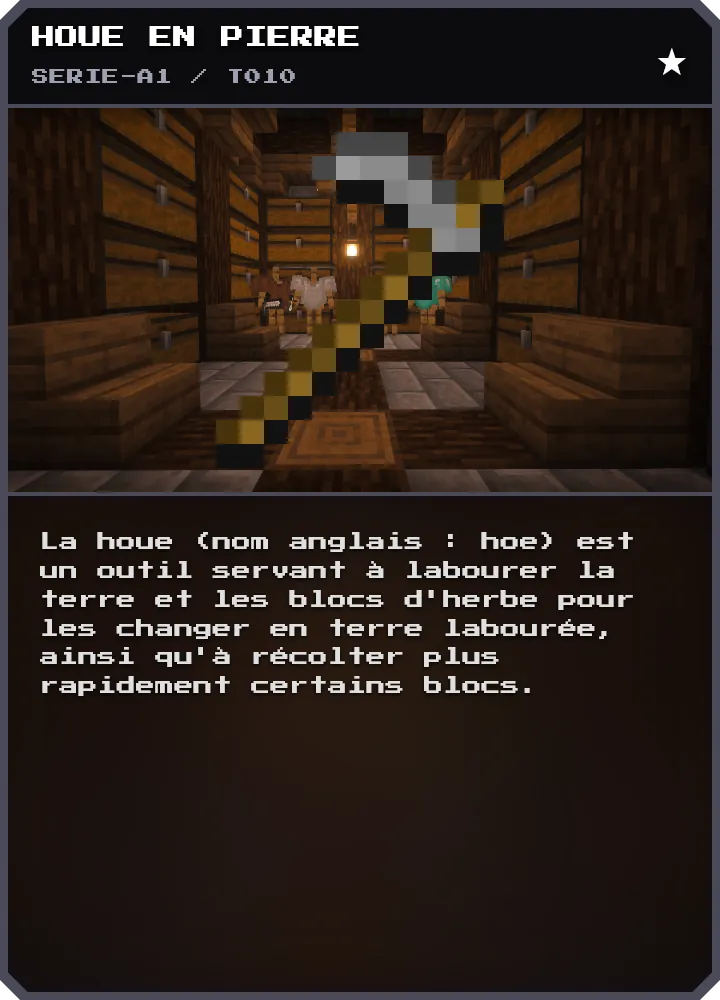 HOUE EN PIERRE
SERIE-A1 / T010
La houe (nom anglais : hoe) est
un outil servant à labourer la
terre et les blocs d'herbe pour
les changer en terre labourée,
ainsi qu'à récolter plus
rapidement certains blocs.